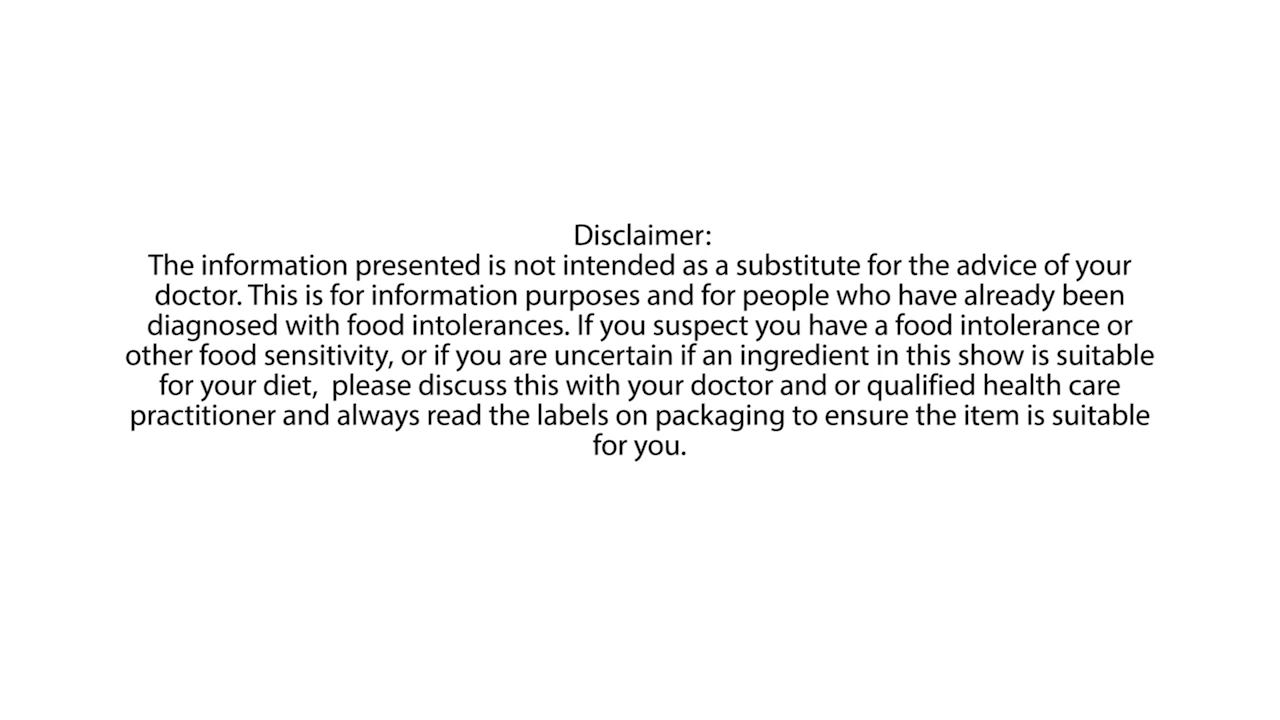 Disclaimer:
The information presented is not intended as a substitute for the advice of your
doctor. This is for information purposes and for people who have already been
diagnosed with food intolerances. If you suspect you have a food intolerance or
other food sensitivity, or if you are uncertain if an ingredient in this show is suitable
for your diet,  please discuss this with your doctor and or qualified health care
practitioner and always read the labels on packaging to ensure the item is suitable
for you.